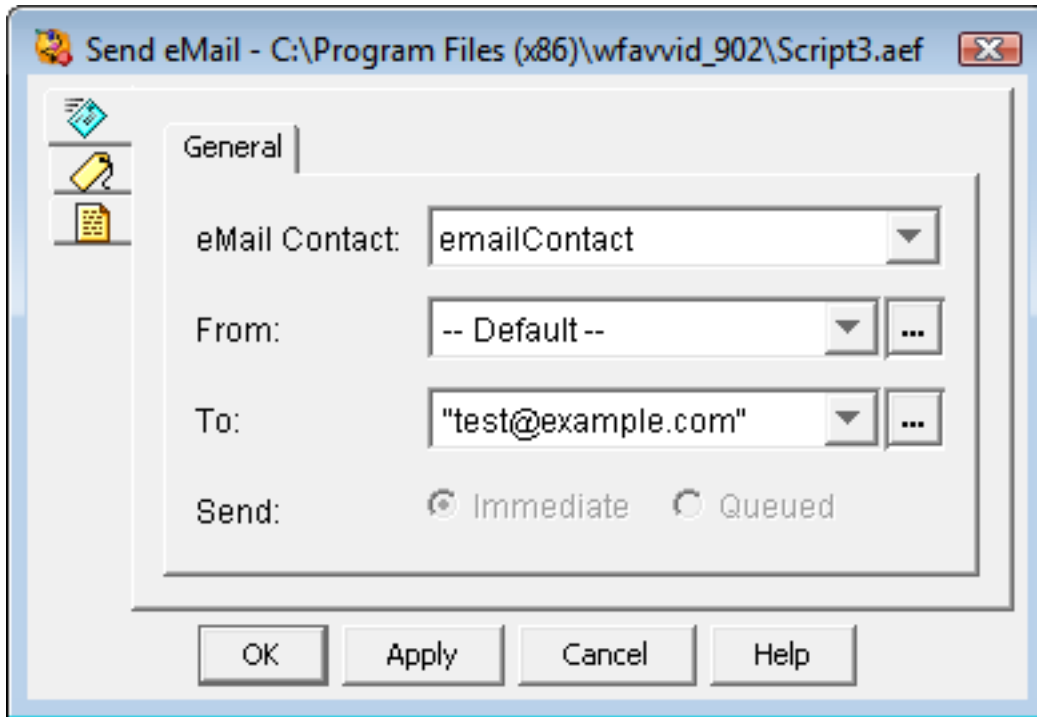 Send eMail - C:\Program Files (x86)\wfavvid_902\Script3.aef
General
eMail Contact: emailContact
From: -- Default -- ...
To: "test@example.com" ...
Send: Immediate Queued
OK Apply Cancel Help